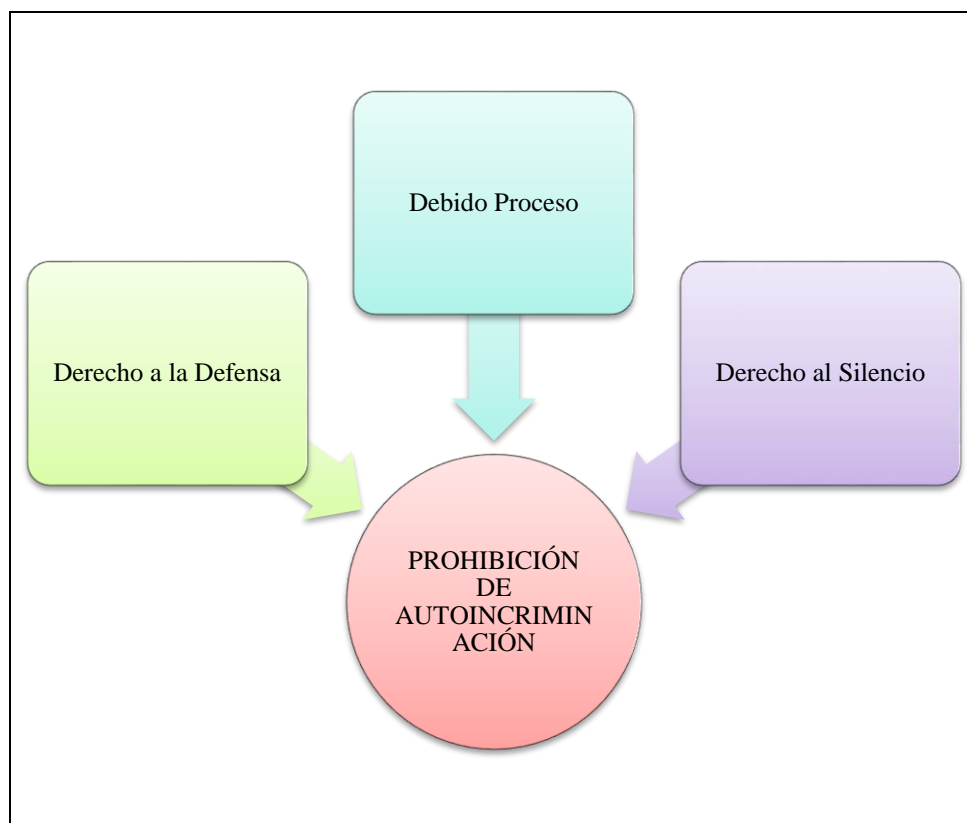 Debido Proceso
Derecho a la Defensa
Derecho al Silencio
PROHIBICIÓN
DE
AUTOINCRIMIN
ACIÓN